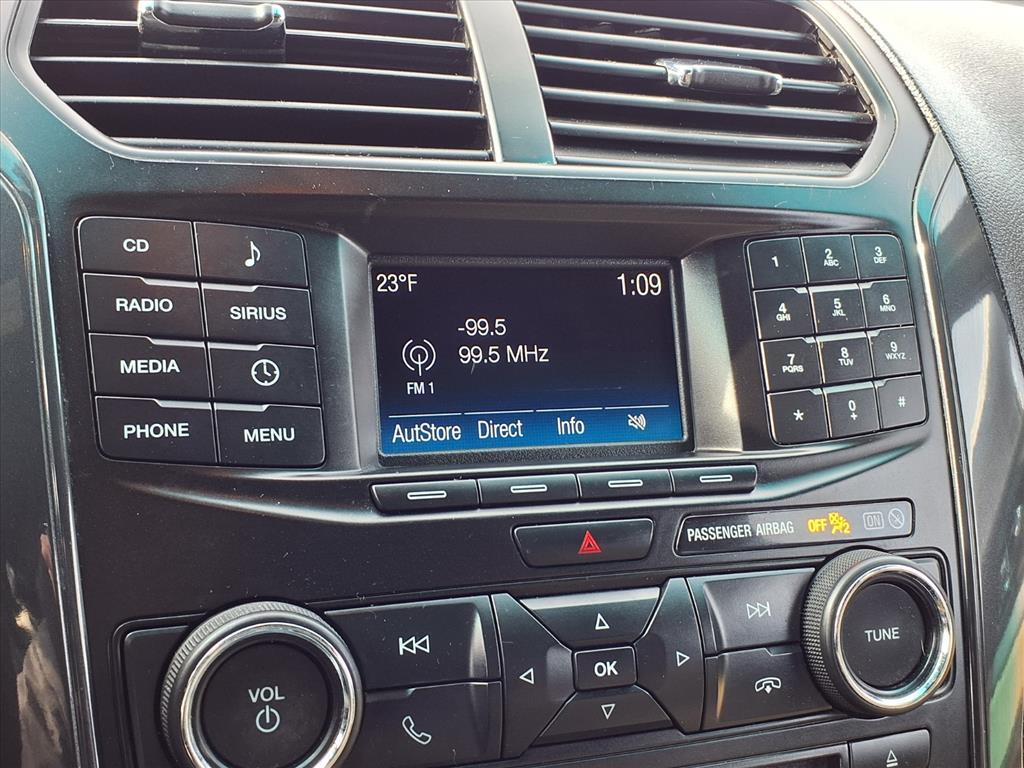 CD
RADIO
SIRIUS
MEDIA
PHONE
MENU
23°F
1:09
-99.5
99.5 MHz
FM 1
AutStore Direct Info
1 2 ABC 3 DEF
4 GHI 5 JKL 6 MNO
7 PQRS 8 TUV 9 WXYZ
* 0 + #
PASSENGER AIRBAG OFF 2 ON
VOL
OK
TUNE